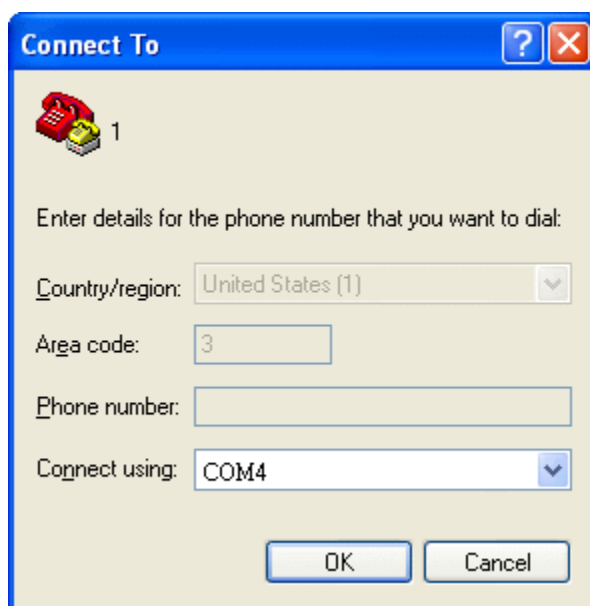 Connect To
1
Enter details for the phone number that you want to dial:
Country/region: United States (1)
Area code: 3
Phone number:
Connect using: COM4
OK Cancel